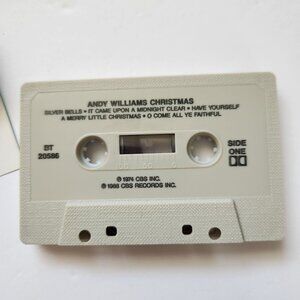 ANDY WILLIAMS CHRISTMAS
SILVER BELLS • IT CAME UPON A MIDNIGHT CLEAR • HAVE YOURSELF
A MERRY LITTLE CHRISTMAS • O COME ALL YE FAITHFUL
BT
20586
SIDE
ONE
℗ 1974 CBS INC.
© 1986 CBS RECORDS INC.